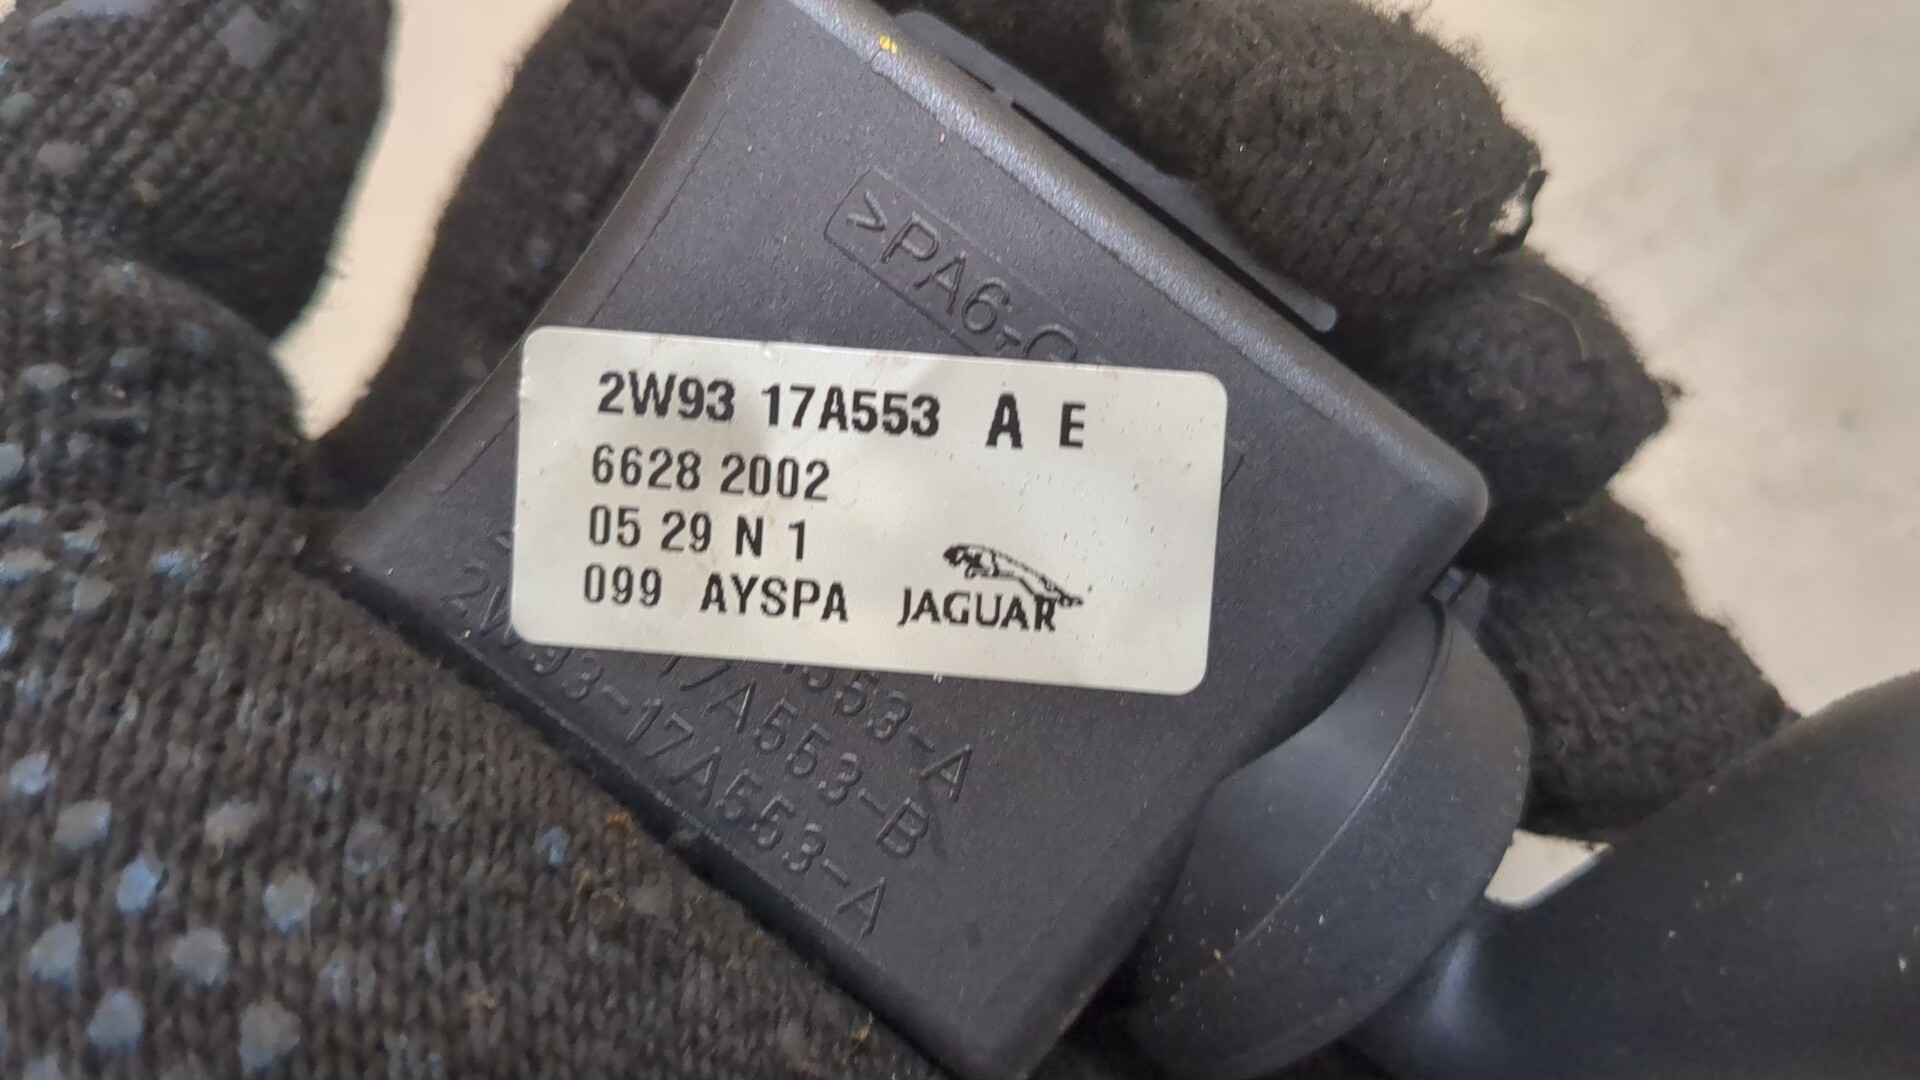 >PA6-G
2W93 17A553 A E
6628 2002
05 29 N 1
099 AYSPA JAGUAR
17A553-A
17A553-B
2W93-17A553-A